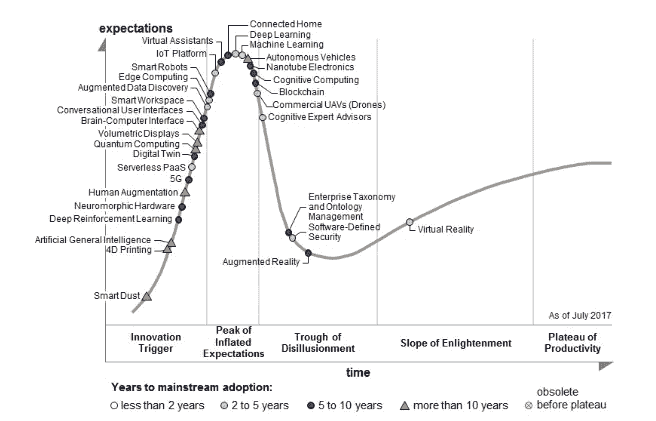 expectations
Connected Home
Deep Learning
Machine Learning
Virtual Assistants
IoT Platform
Autonomous Vehicles
Nanotube Electronics
Smart Robots
Edge Computing
Cognitive Computing
Augmented Data Discovery
Blockchain
Smart Workspace
Commercial UAVs (Drones)
Conversational User Interfaces
Cognitive Expert Advisors
Brain-Computer Interface
Volumetric Displays
Quantum Computing
Digital Twin
Serverless PaaS
5G
Human Augmentation
Neuromorphic Hardware
Deep Reinforcement Learning
Artificial General Intelligence
4D Printing
Smart Dust
Enterprise Taxonomy
and Ontology
Management
Software-Defined
Security
Augmented Reality
Virtual Reality
As of July 2017
Innovation
Trigger
Peak of
Inflated
Expectations
Trough of
Disillusionment
Slope of Enlightenment
Plateau of
Productivity
time
Years to mainstream adoption:
less than 2 years
2 to 5 years
5 to 10 years
more than 10 years
obsolete
before plateau